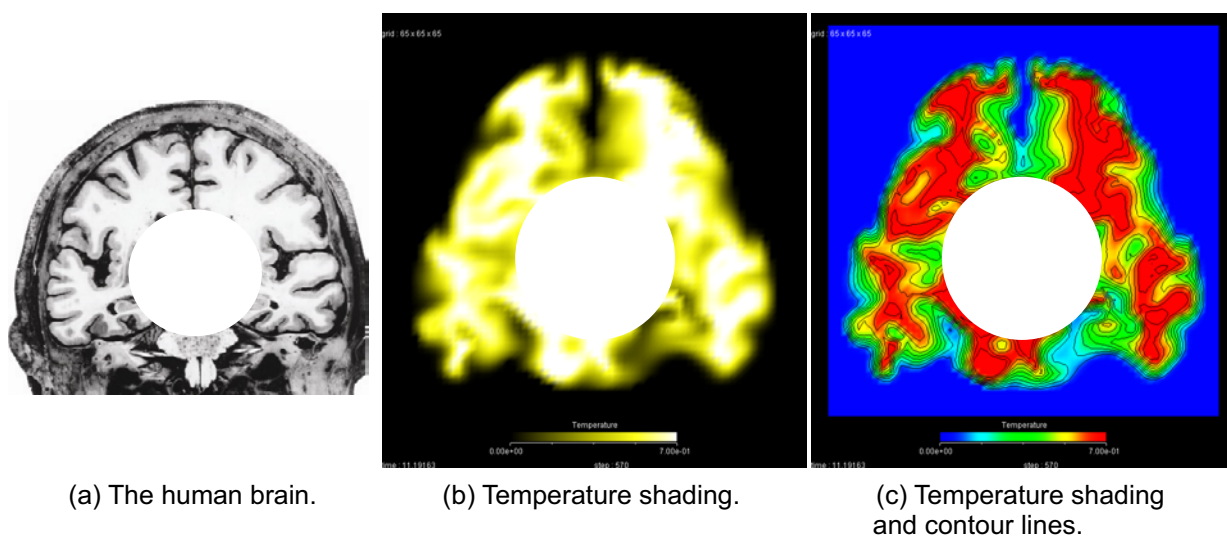 grid : 65 x 65 x 65
Temperature
0.00e+00 7.00e-01
time : 11.19163 step : 570
grid : 65 x 65 x 65
Temperature
0.00e+00 7.00e-01
time : 11.19163 step : 570
(a) The human brain.
(b) Temperature shading.
(c) Temperature shading
and contour lines.